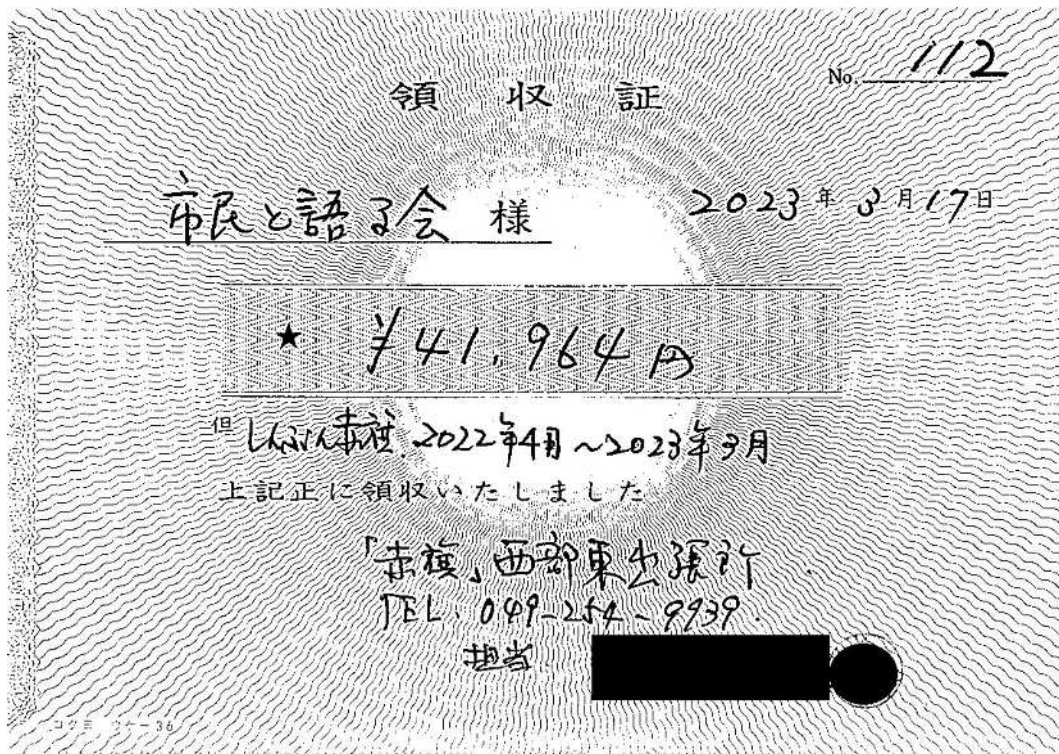 No. 112
領収証
市民と語る会 様
2023年3月17日
★ ¥41,964円
但 しんぶん赤旗. 2022年4月~2023年3月
上記正に領収いたしました
「赤旗」西部東出張所
TEL. 049-254-9939.
担当